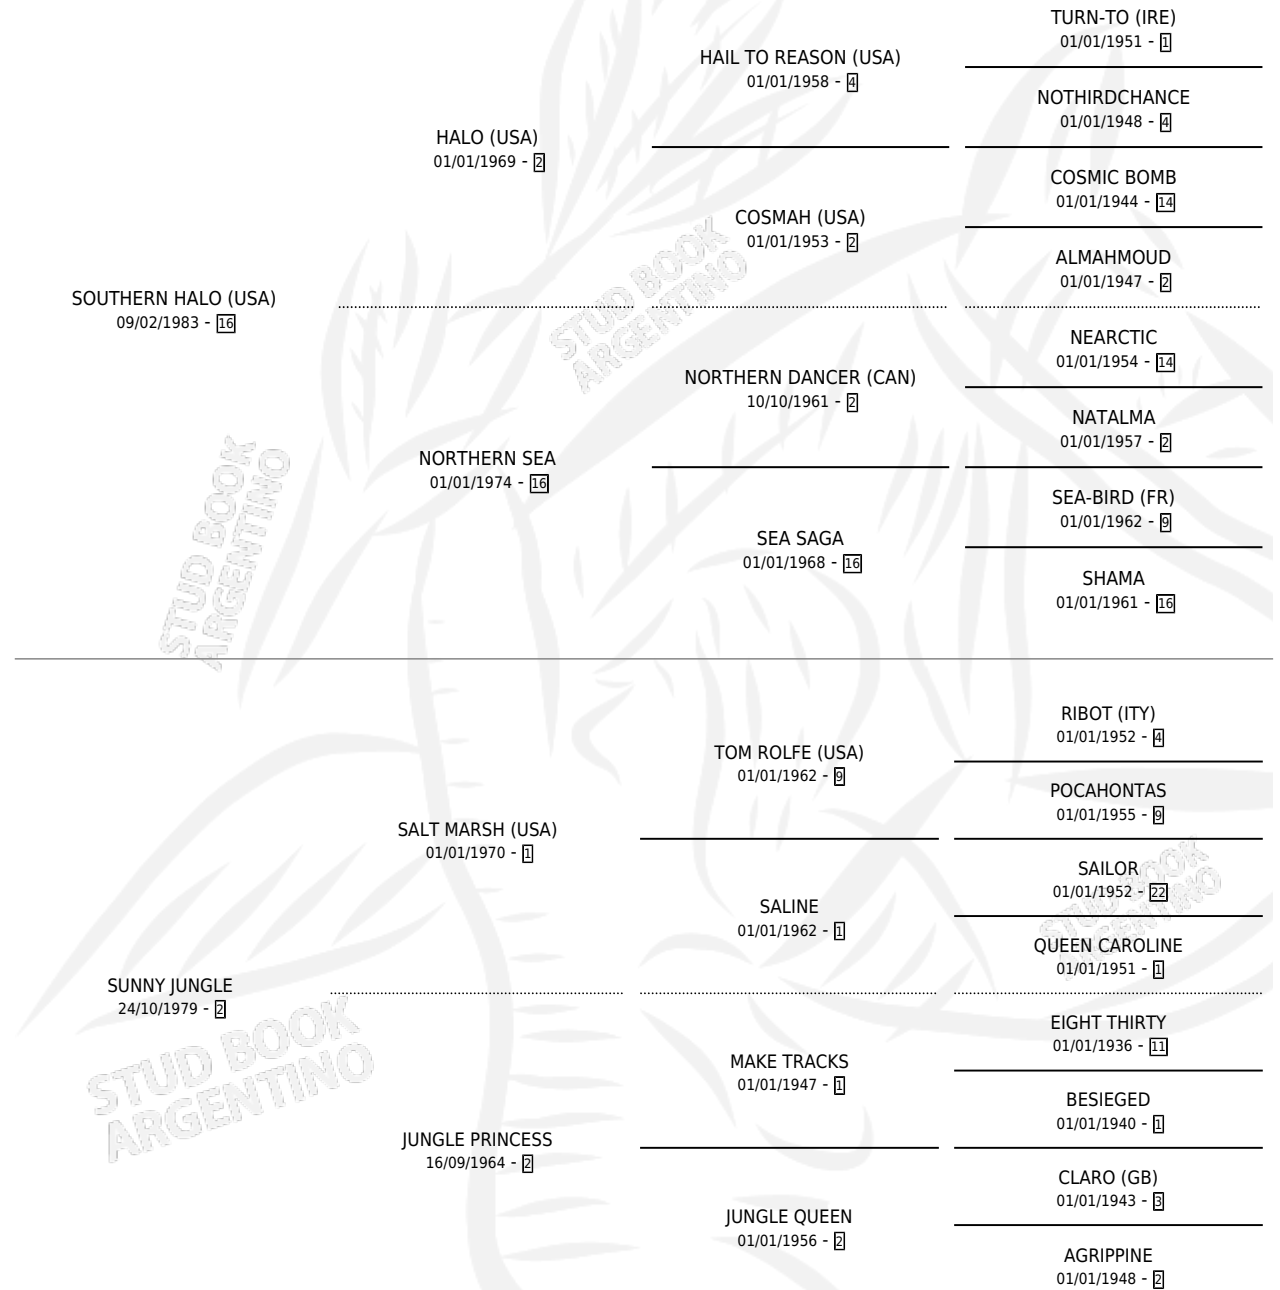 TURN-TO (IRE)
01/01/1951 - 1
HAIL TO REASON (USA)
01/01/1958 - 4
NOTHIRDCHANCE
01/01/1948 - 4
HALO (USA)
01/01/1969 - 2
COSMIC BOMB
01/01/1944 - 14
COSMAH (USA)
01/01/1953 - 2
ALMAHMOUD
01/01/1947 - 2
SOUTHERN HALO (USA)
09/02/1983 - 16
NEARCTIC
01/01/1954 - 14
NORTHERN DANCER (CAN)
10/10/1961 - 2
NATALMA
01/01/1957 - 2
NORTHERN SEA
01/01/1974 - 16
SEA-BIRD (FR)
01/01/1962 - 9
SEA SAGA
01/01/1968 - 16
SHAMA
01/01/1961 - 16
STUD BOOK
ARGENTINO
STUD BOOK
ARGENTINO
RIBOT (ITY)
01/01/1952 - 4
TOM ROLFE (USA)
01/01/1962 - 9
POCAHONTAS
01/01/1955 - 9
SALT MARSH (USA)
01/01/1970 - 1
SAILOR
01/01/1952 - 22
SALINE
01/01/1962 - 1
QUEEN CAROLINE
01/01/1951 - 1
STUD BOOK
ARGENTINO
SUNNY JUNGLE
24/10/1979 - 2
EIGHT THIRTY
01/01/1936 - 11
MAKE TRACKS
01/01/1947 - 1
BESIEGED
01/01/1940 - 1
JUNGLE PRINCESS
16/09/1964 - 2
CLARO (GB)
01/01/1943 - 3
JUNGLE QUEEN
01/01/1956 - 2
AGRIPPINE
01/01/1948 - 2
STUD BOOK
ARGENTINO